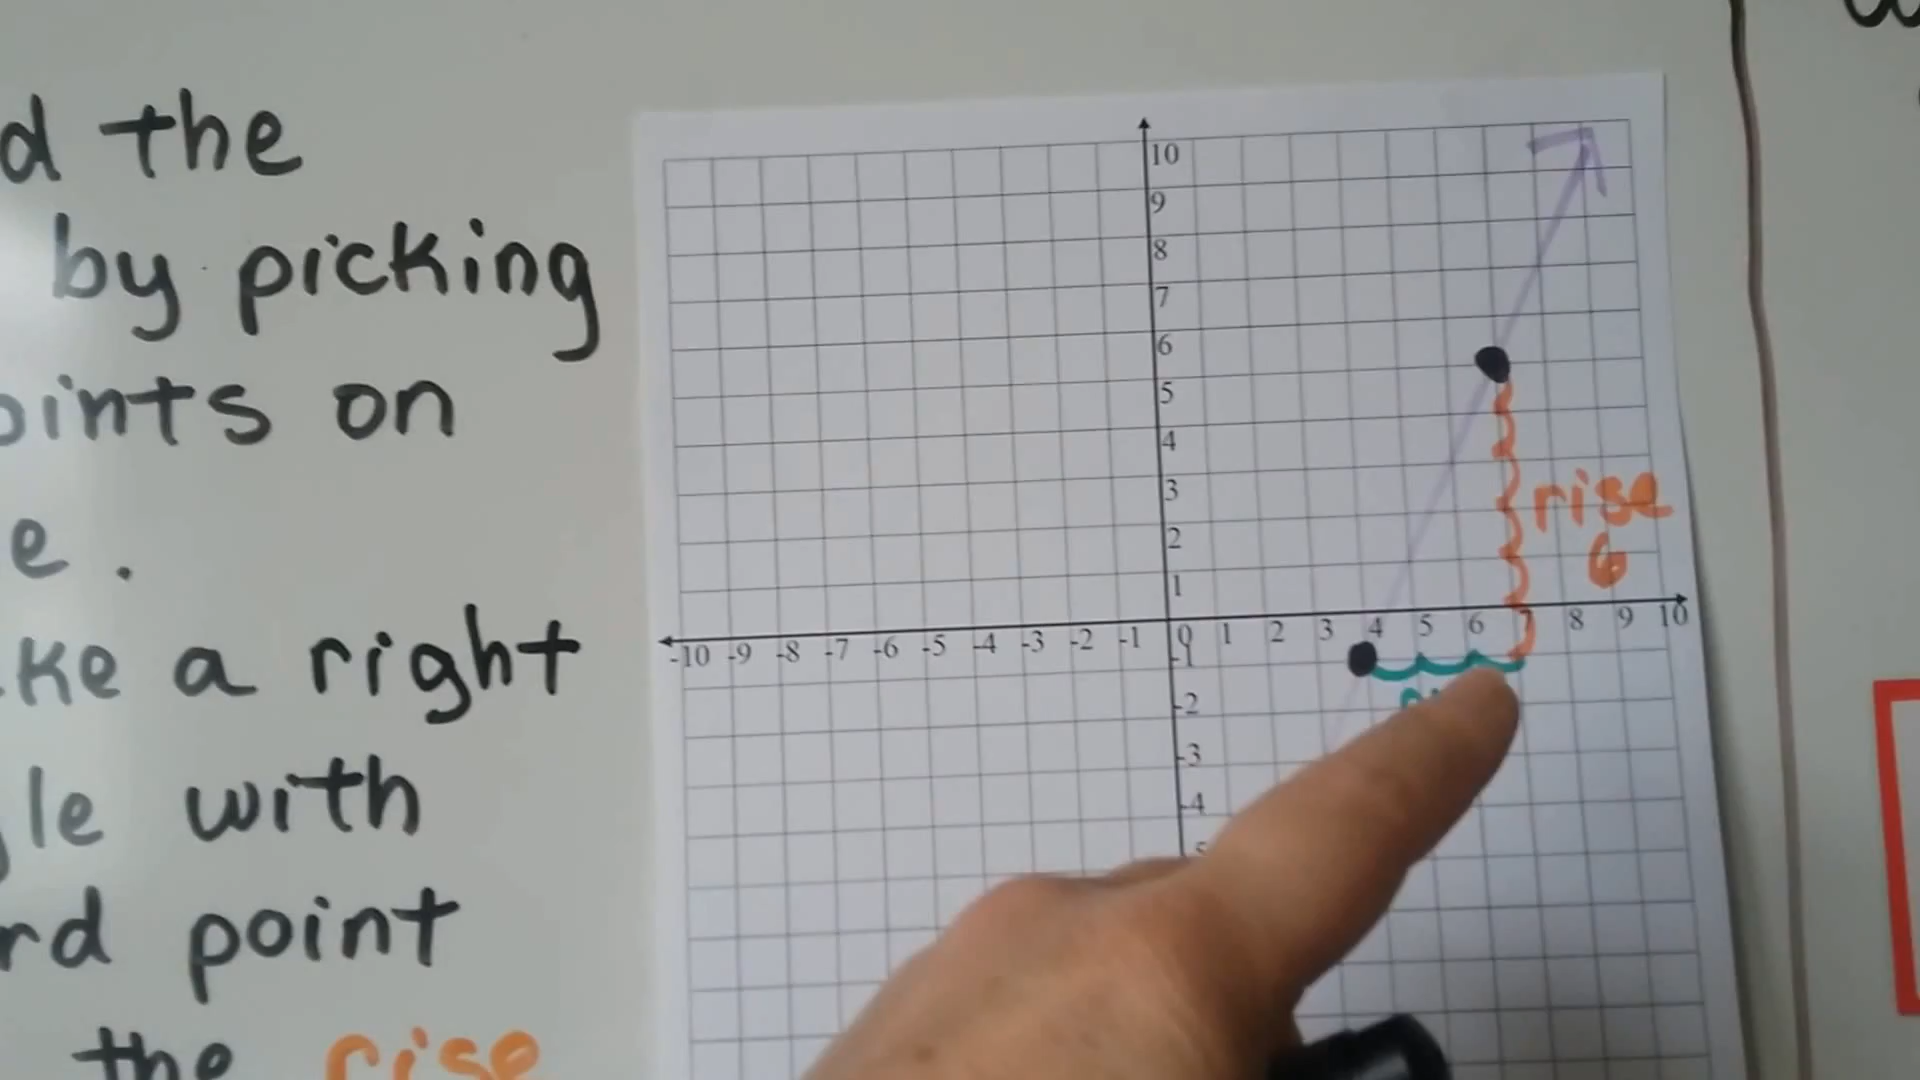 d the
by picking
oints on
e.
ke a right
le with
rd point
the rise
10
9
8
7
6
5
4
3
2
1
-10 -9 -8 -7 -6 -5 -4 -3 -2 -1 0 1 2 3 4 5 6 7 8 9 10
-1
-2
-3
-4
rise
6